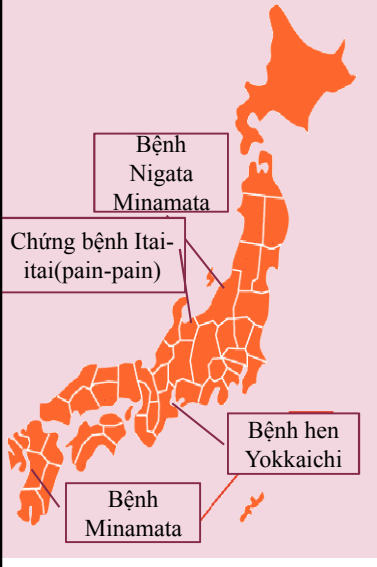 Bệnh
Nigata
Minamata
Chứng bệnh Itai-
itai(pain-pain)
Bệnh hen
Yokkaichi
Bệnh
Minamata